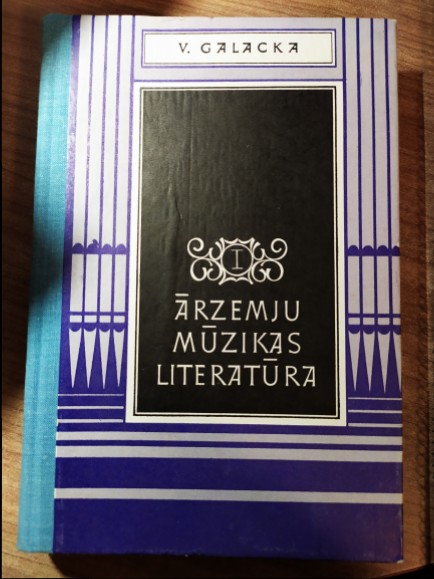 V. GALACKA
I
ĀRZEMJU
MŪZIKAS
LITERATŪRA